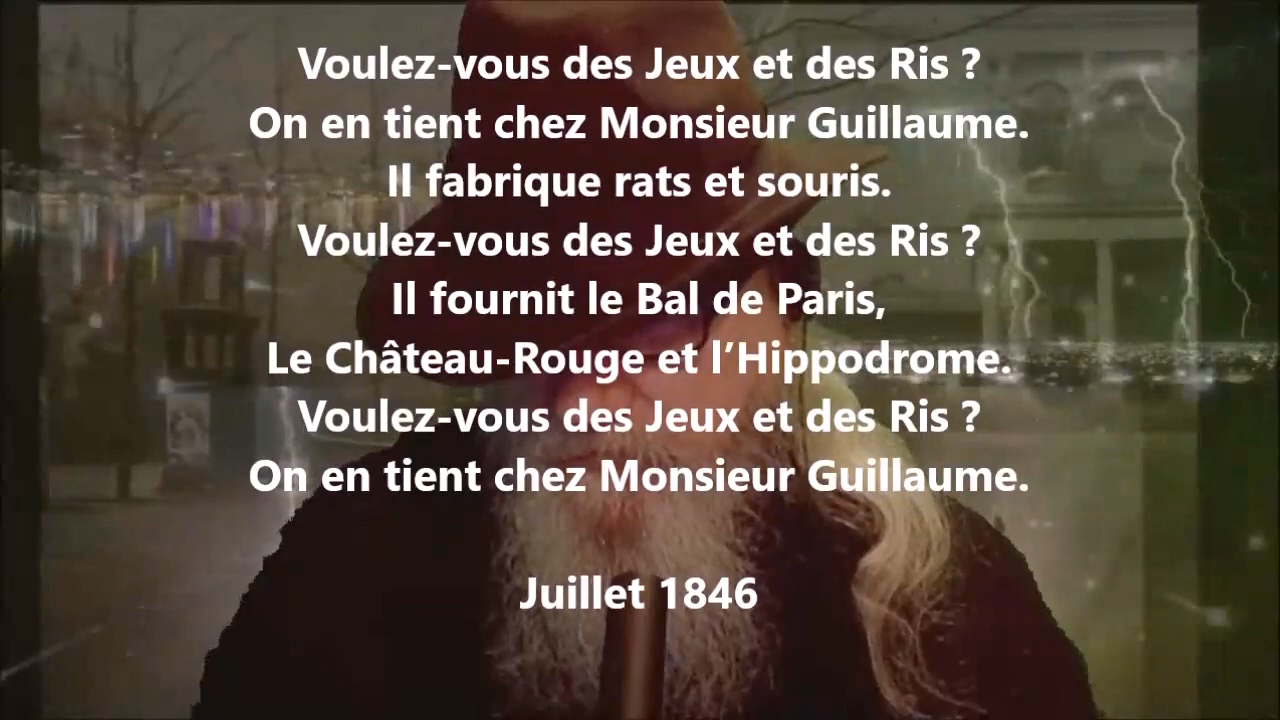 Voulez-vous des Jeux et des Ris ?
On en tient chez Monsieur Guillaume.
Il fabrique rats et souris.
Voulez-vous des Jeux et des Ris ?
Il fournit le Bal de Paris,
Le Château-Rouge et l’Hippodrome.
Voulez-vous des Jeux et des Ris ?
On en tient chez Monsieur Guillaume.
Juillet 1846